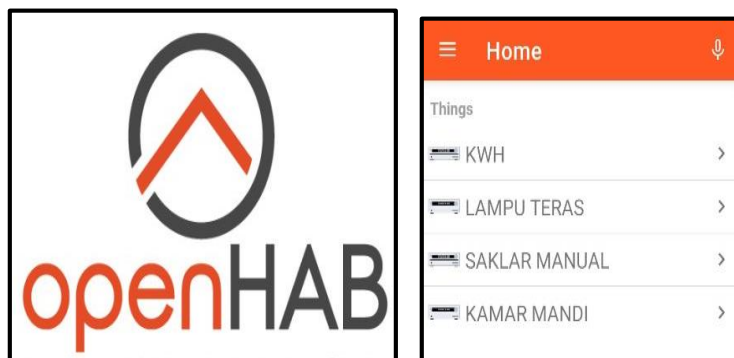 openHAB
Home
Things
KWH
LAMPU TERAS
SAKLAR MANUAL
KAMAR MANDI